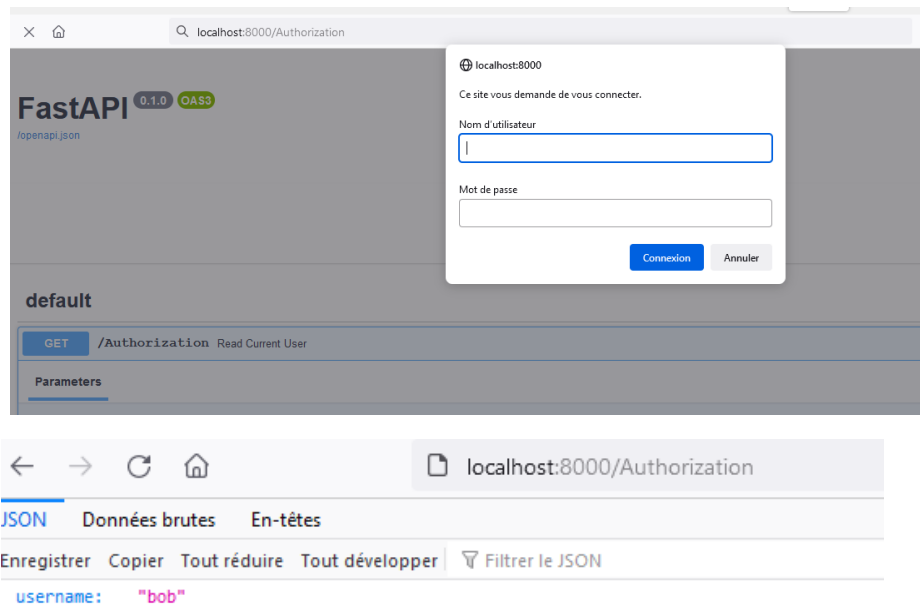 localhost:8000/Authorization
localhost:8000
Ce site vous demande de vous connecter.
Nom d'utilisateur
Mot de passe
Connexion Annuler
FastAPI 0.1.0 OAS3
/openapi.json
default
GET /Authorization Read Current User
Parameters
localhost:8000/Authorization
JSON Données brutes En-têtes
Enregistrer Copier Tout réduire Tout développer Filtrer le JSON
username: "bob"